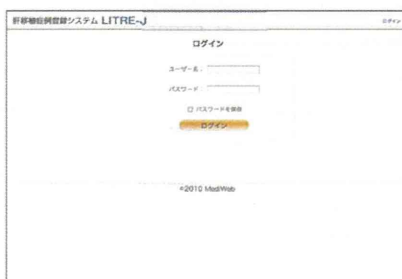 肝移植症例登録システム LITRE-J
ログイン
ログイン
ユーザー名:
パスワード:
パスワードを保存
ログイン
©2010 MediWeb